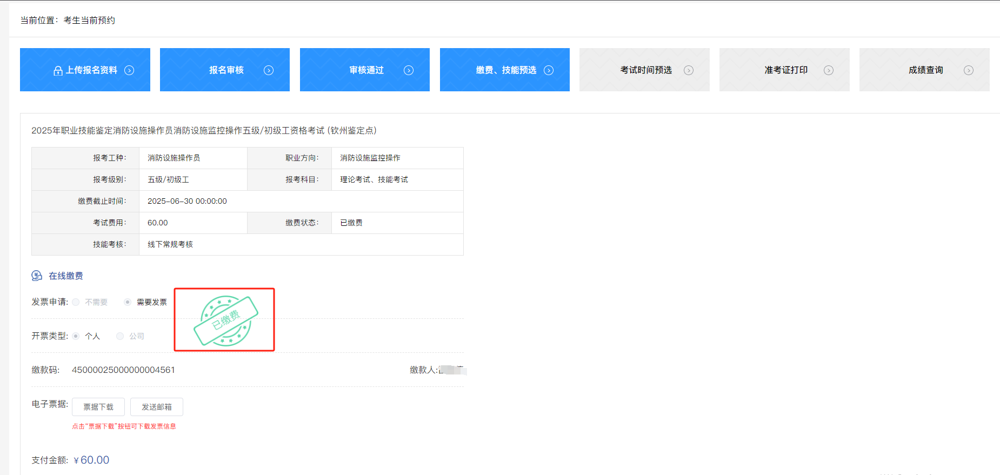 当前位置：考生当前预约
上传报名资料 报名审核 审核通过 缴费、技能预选 考试时间预选 准考证打印 成绩查询
2025年职业技能鉴定消防设施操作员消防设施监控操作五级/初级工资格考试 (钦州鉴定点)
报考工种： 消防设施操作员 职业方向： 消防设施监控操作
报考级别： 五级/初级工 报考科目： 理论考试、技能考试
缴费截止时间： 2025-06-30 00:00:00
考试费用： 60.00 缴费状态： 已缴费
技能考核： 线下常规考核
在线缴费
发票申请: 不需要 需要发票
已缴费
开票类型: 个人 公司
缴款码: 45000025000000004561 缴款人:
电子票据: 票据下载 发送邮箱
点击“票据下载”按钮可下载发票信息
支付金额: ￥60.00